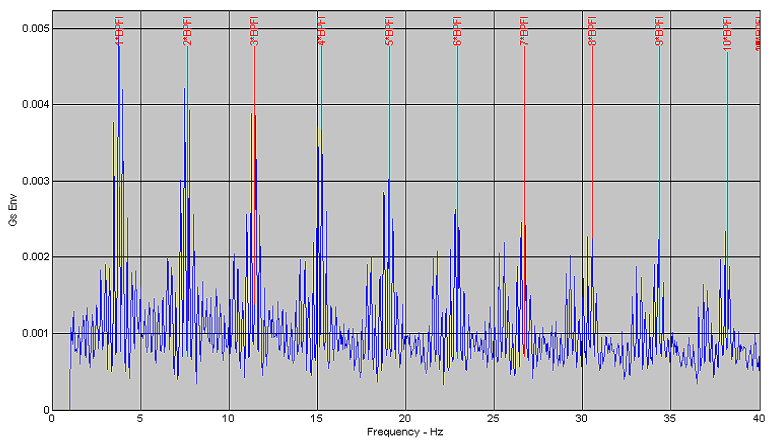 0.005
1*BPFI
2*BPFI
3*BPFI
4*BPFI
5*BPFI
6*BPFI
7*BPFI
8*BPFI
9*BPFI
10*BPFI
0.004
0.003
Gs Env
0.002
0.001
0
0 5 10 15 20 25 30 35 40
Frequency - Hz